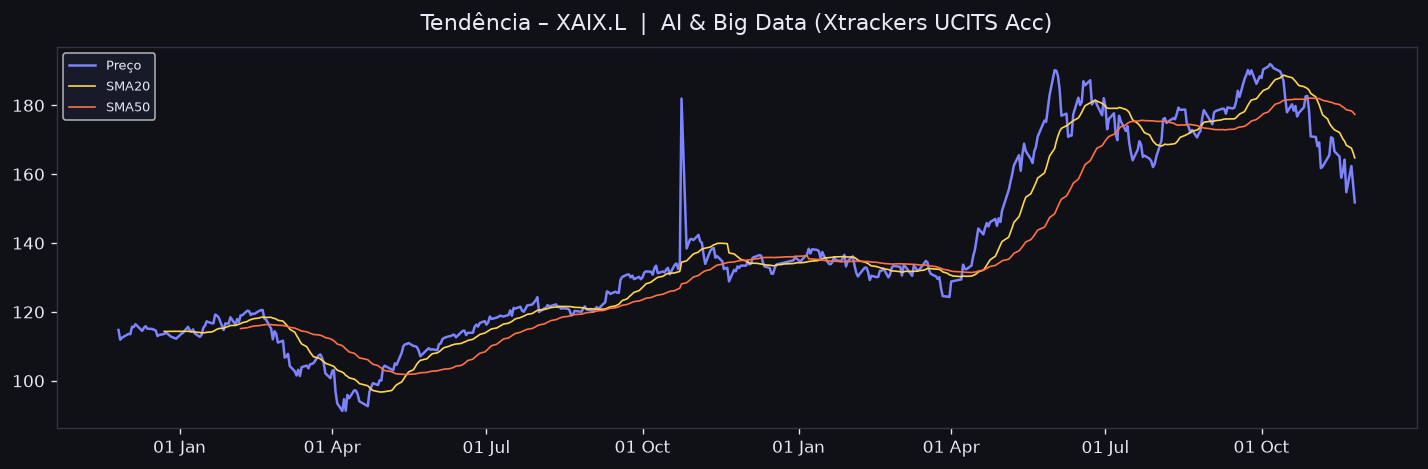 Tendência – XAIX.L | AI & Big Data (Xtrackers UCITS Acc)
Preço
SMA20
SMA50
180
160
140
120
100
01 Jan
01 Apr
01 Jul
01 Oct
01 Jan
01 Apr
01 Jul
01 Oct